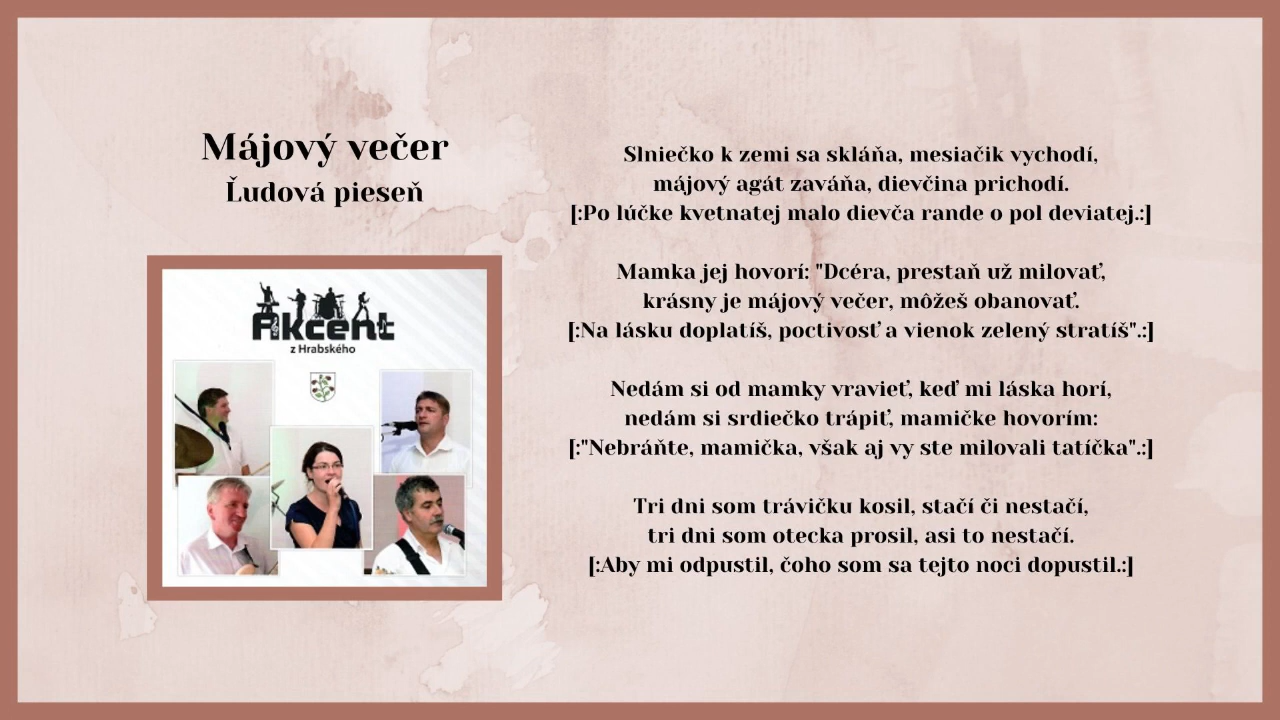 Májový večer
Ľudová pieseň
Akcent
z Hrabského
Slniečko k zemi sa skláňa, mesiačik vychodí,
májový agát zaváňa, dievčina prichodí.
[:Po lúčke kvetnatej malo dievča rande o pol deviatej.:]
Mamka jej hovorí: "Dcéra, prestaň už milovať,
krásny je májový večer, môžeš obanovať.
[:Na lásku doplatíš, poctivosť a vienok zelený stratíš".:]
Nedám si od mamky vravieť, keď mi láska horí,
nedám si srdiečko trápiť, mamičke hovorím:
[:"Nebráňte, mamička, však aj vy ste milovali tatíčka".:]
Tri dni som trávičku kosil, stačí či nestačí,
tri dni som otecka prosil, asi to nestačí.
[:Aby mi odpustil, čoho som sa tejto noci dopustil.:]